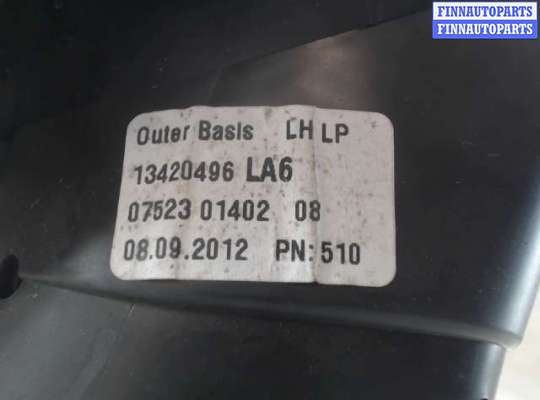 FINNAUTOPARTS
FINNAUTOPARTS
Outer Basis LH LP
13420496 LA6
07523 01402 08
08.09.2012 PN: 510